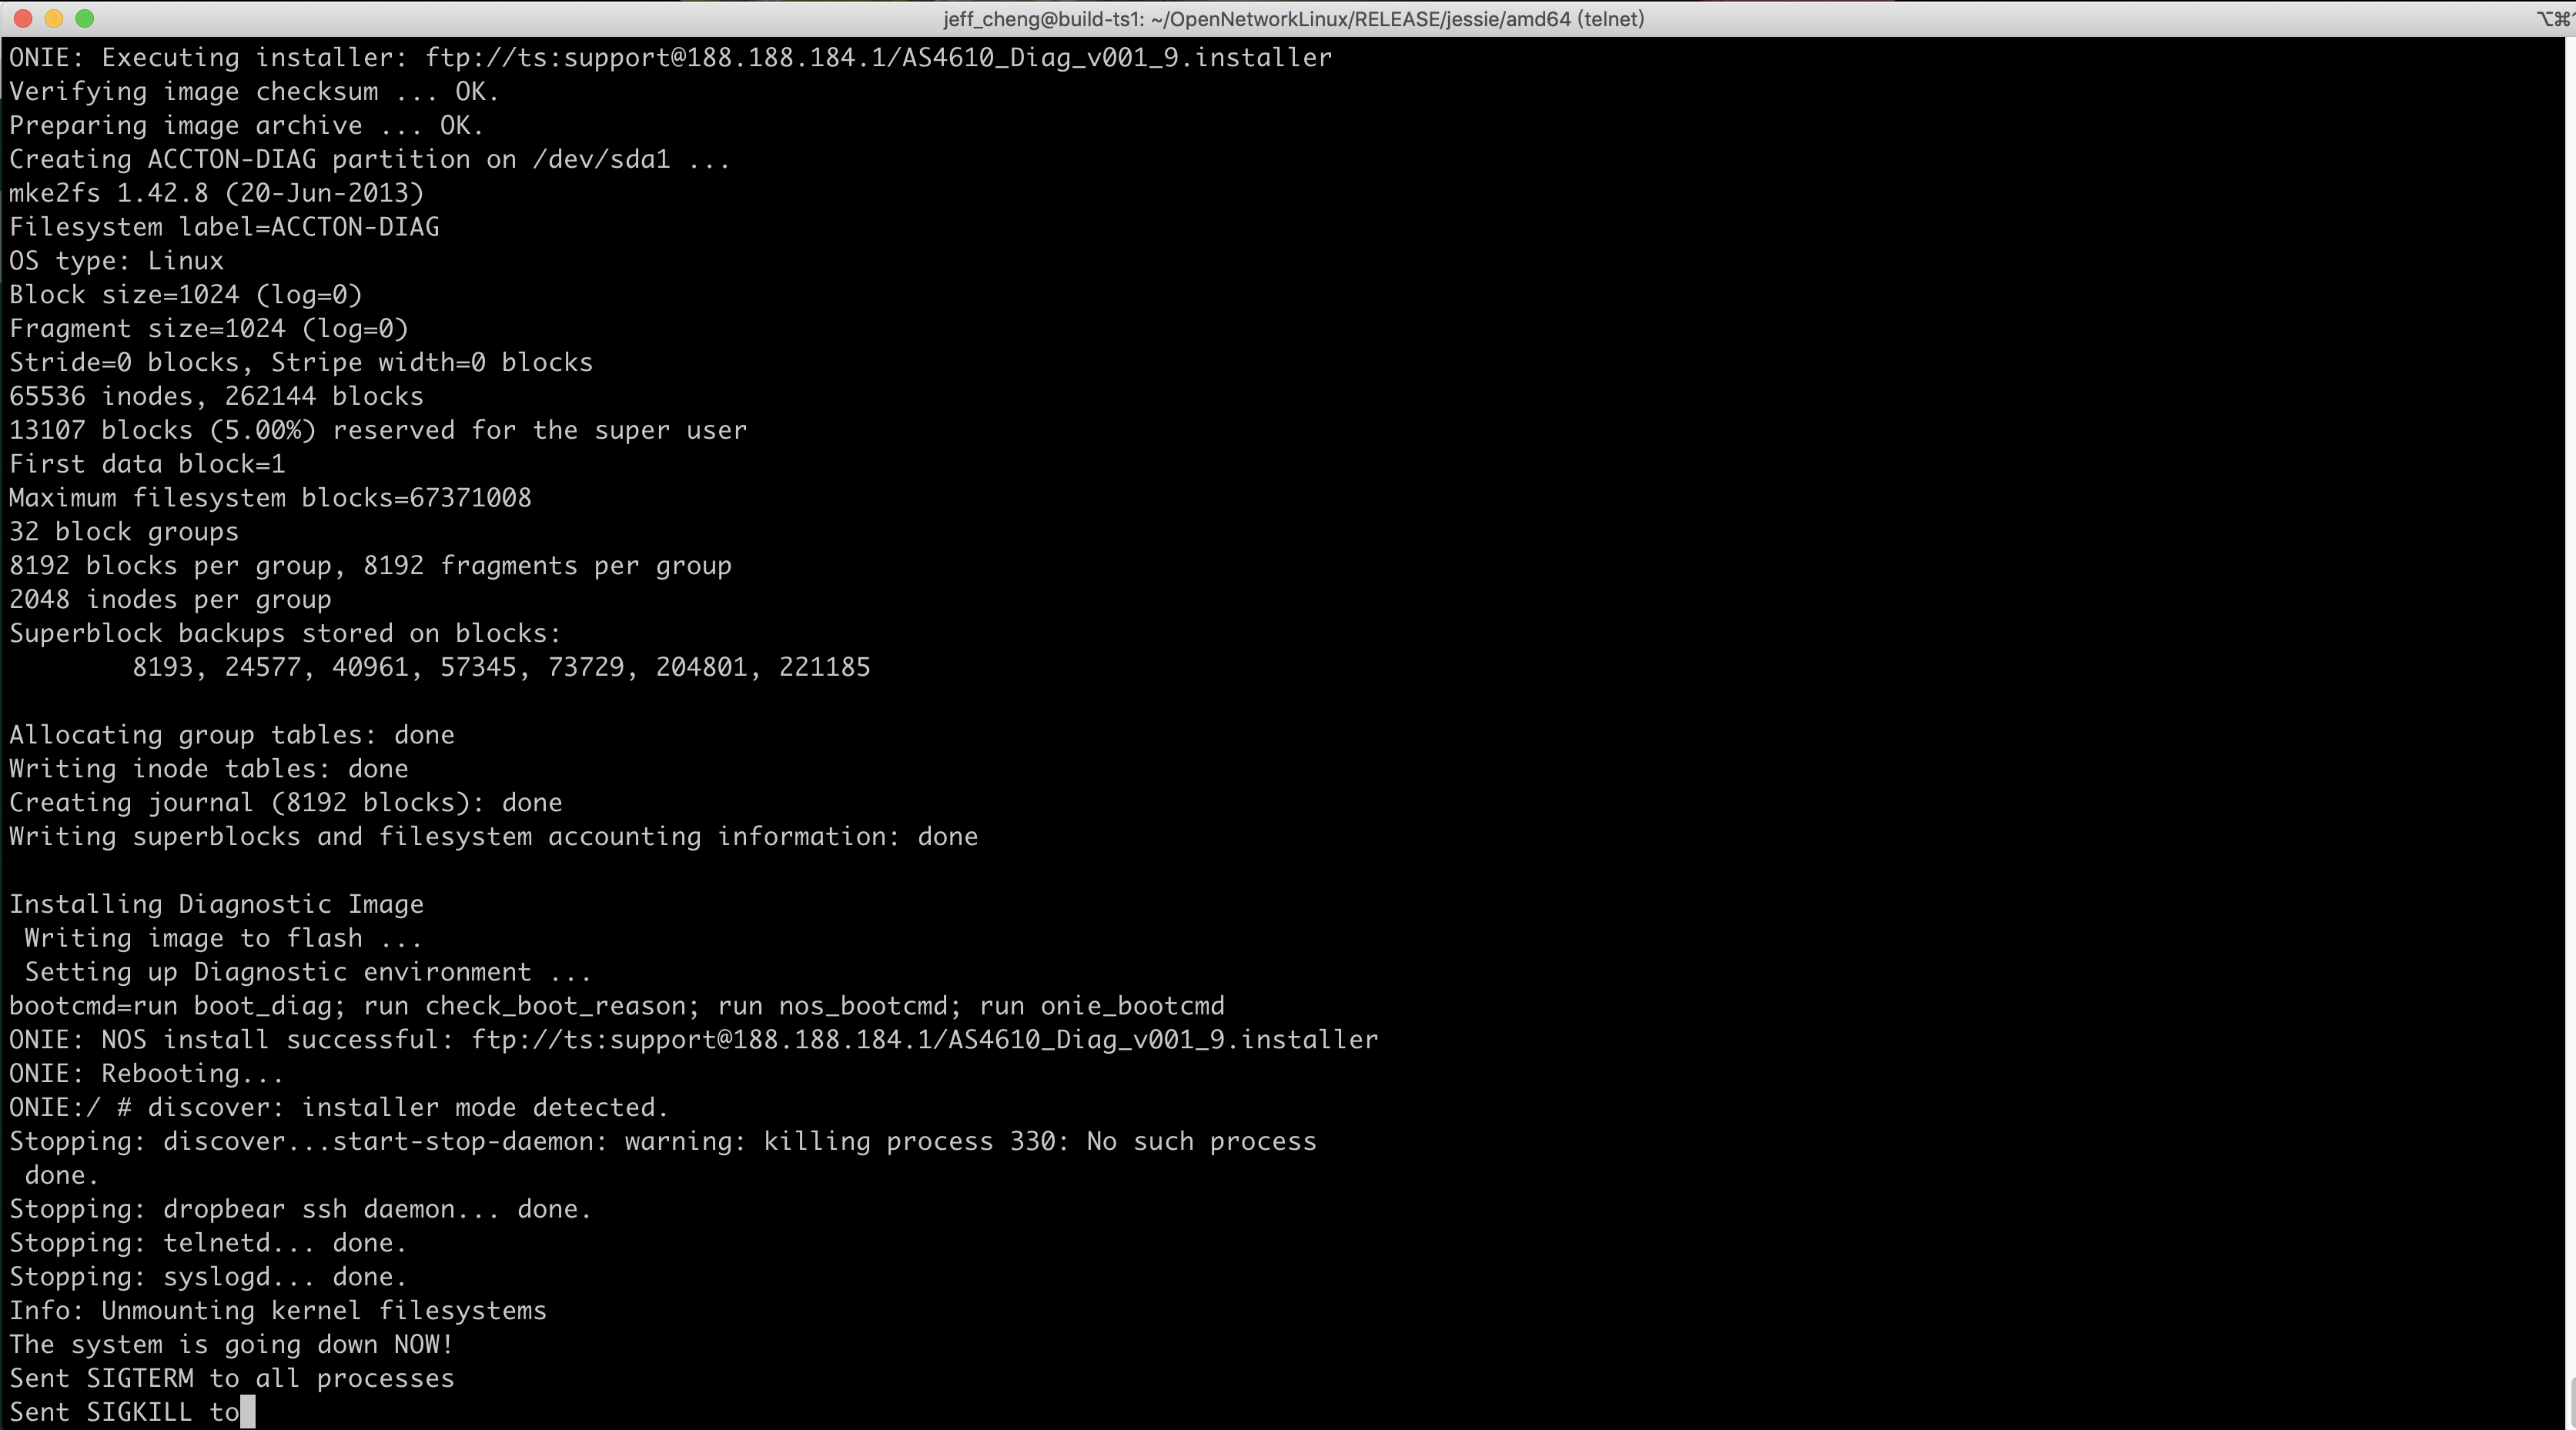 jeff_cheng@build-ts1: ~/OpenNetworkLinux/RELEASE/jessie/amd64 (telnet)
ONIE: Executing installer: ftp://ts:support@188.188.184.1/AS4610_Diag_v001_9.installer
Verifying image checksum ... OK.
Preparing image archive ... OK.
Creating ACCTON-DIAG partition on /dev/sda1 ...
mke2fs 1.42.8 (20-Jun-2013)
Filesystem label=ACCTON-DIAG
OS type: Linux
Block size=1024 (log=0)
Fragment size=1024 (log=0)
Stride=0 blocks, Stripe width=0 blocks
65536 inodes, 262144 blocks
13107 blocks (5.00%) reserved for the super user
First data block=1
Maximum filesystem blocks=67371008
32 block groups
8192 blocks per group, 8192 fragments per group
2048 inodes per group
Superblock backups stored on blocks:
        8193, 24577, 40961, 57345, 73729, 204801, 221185
Allocating group tables: done
Writing inode tables: done
Creating journal (8192 blocks): done
Writing superblocks and filesystem accounting information: done
Installing Diagnostic Image
 Writing image to flash ...
 Setting up Diagnostic environment ...
bootcmd=run boot_diag; run check_boot_reason; run nos_bootcmd; run onie_bootcmd
ONIE: NOS install successful: ftp://ts:support@188.188.184.1/AS4610_Diag_v001_9.installer
ONIE: Rebooting...
ONIE:/ # discover: installer mode detected.
Stopping: discover...start-stop-daemon: warning: killing process 330: No such process
 done.
Stopping: dropbear ssh daemon... done.
Stopping: telnetd... done.
Stopping: syslogd... done.
Info: Unmounting kernel filesystems
The system is going down NOW!
Sent SIGTERM to all processes
Sent SIGKILL to